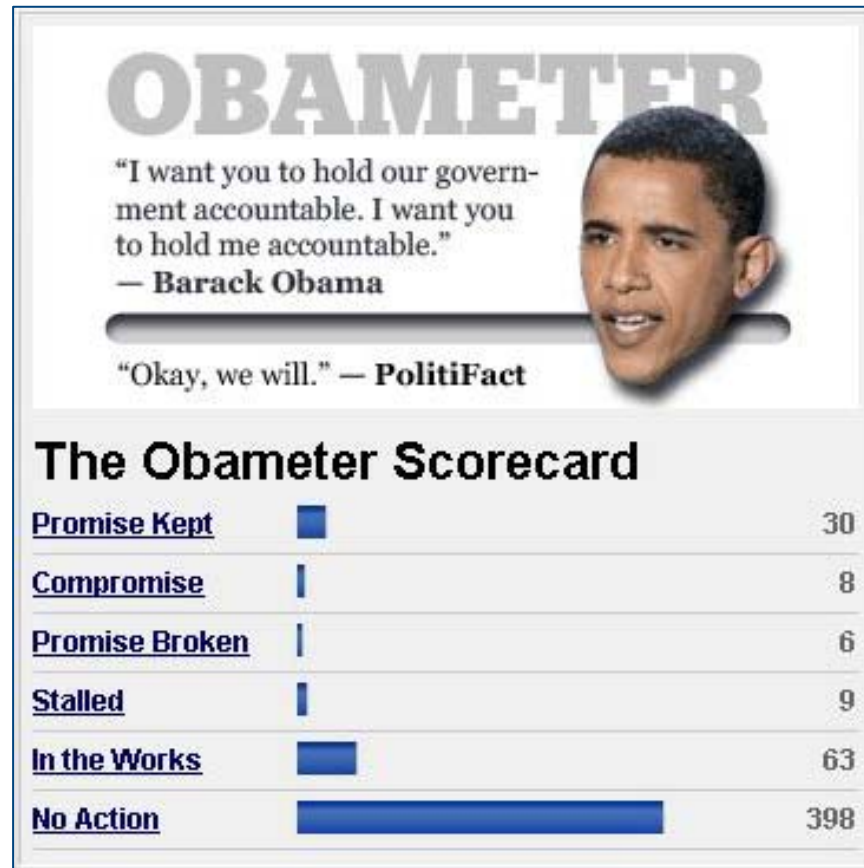 OBAMETER
“I want you to hold our govern-
ment accountable. I want you
to hold me accountable.”
— Barack Obama
“Okay, we will.” — PolitiFact
The Obameter Scorecard
Promise Kept 30
Compromise 8
Promise Broken 6
Stalled 9
In the Works 63
No Action 398